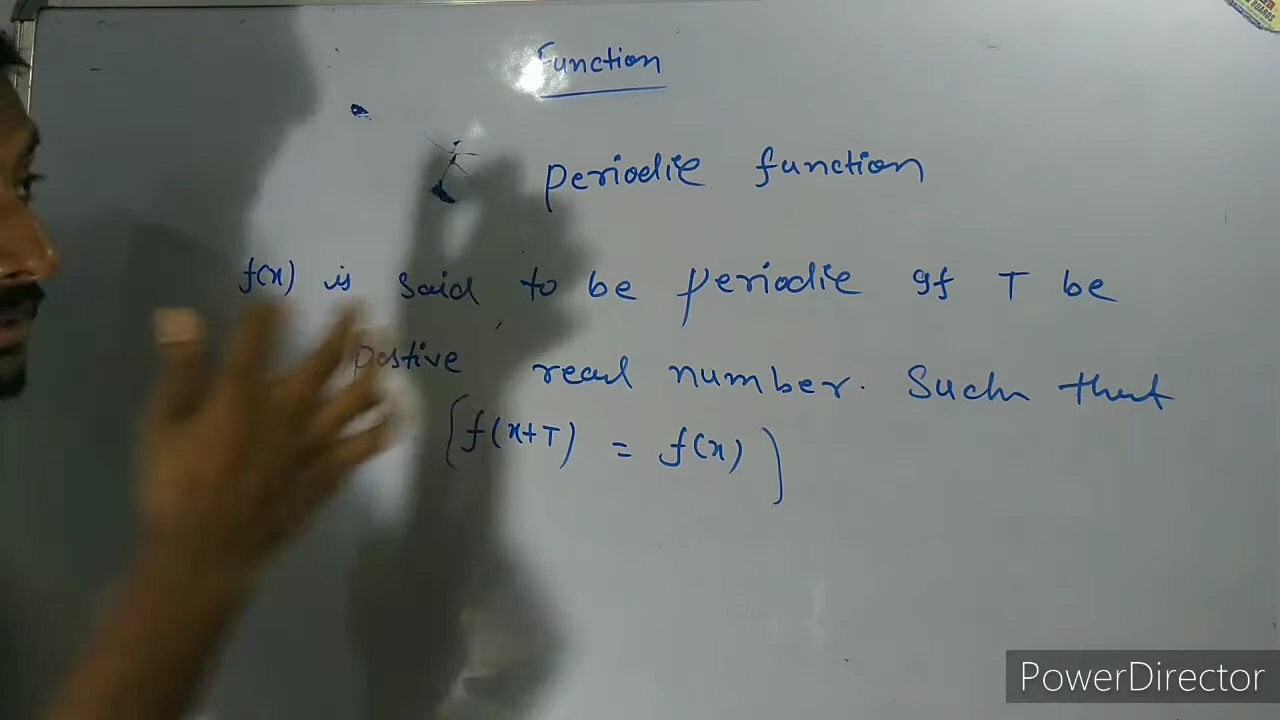 Function
periodic function
f(x) is said to be periodic If T be
postive real number. Such that
[f(x+T) = f(x)]
PowerDirector